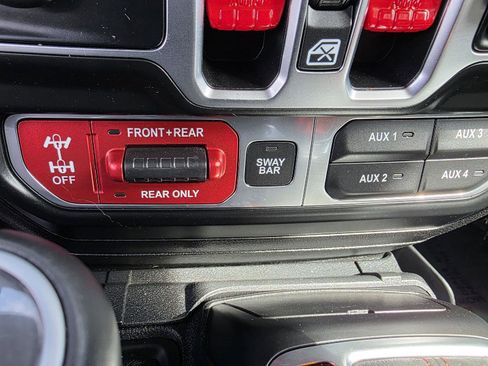 FRONT+REAR
OFF
REAR ONLY
SWAY
BAR
AUX 1
AUX 2
AUX 3
AUX 4